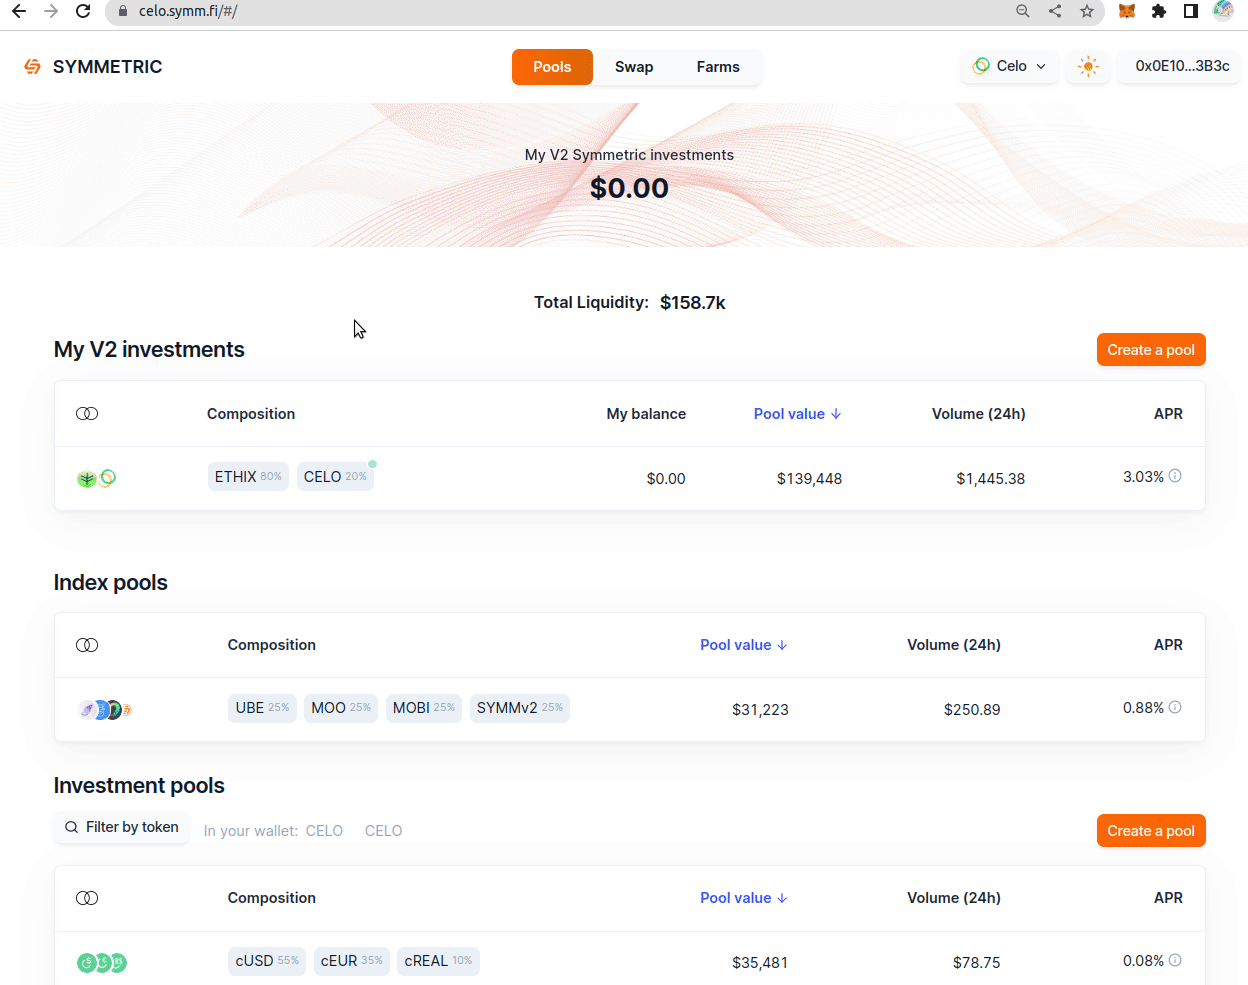 celo.symm.fi/#/
SYMMETRIC
Pools Swap Farms
Celo
0x0E10...3B3c
My V2 Symmetric investments
$0.00
Total Liquidity: $158.7k
My V2 investments
Create a pool
Composition My balance Pool value ↓ Volume (24h) APR
ETHIX 80% CELO 20% $0.00 $139,448 $1,445.38 3.03%
Index pools
Composition Pool value ↓ Volume (24h) APR
UBE 25% MOO 25% MOBI 25% SYMMv2 25% $31,223 $250.89 0.88%
Investment pools
Filter by token In your wallet: CELO CELO Create a pool
Composition Pool value ↓ Volume (24h) APR
cUSD 55% cEUR 35% cREAL 10% $35,481 $78.75 0.08%